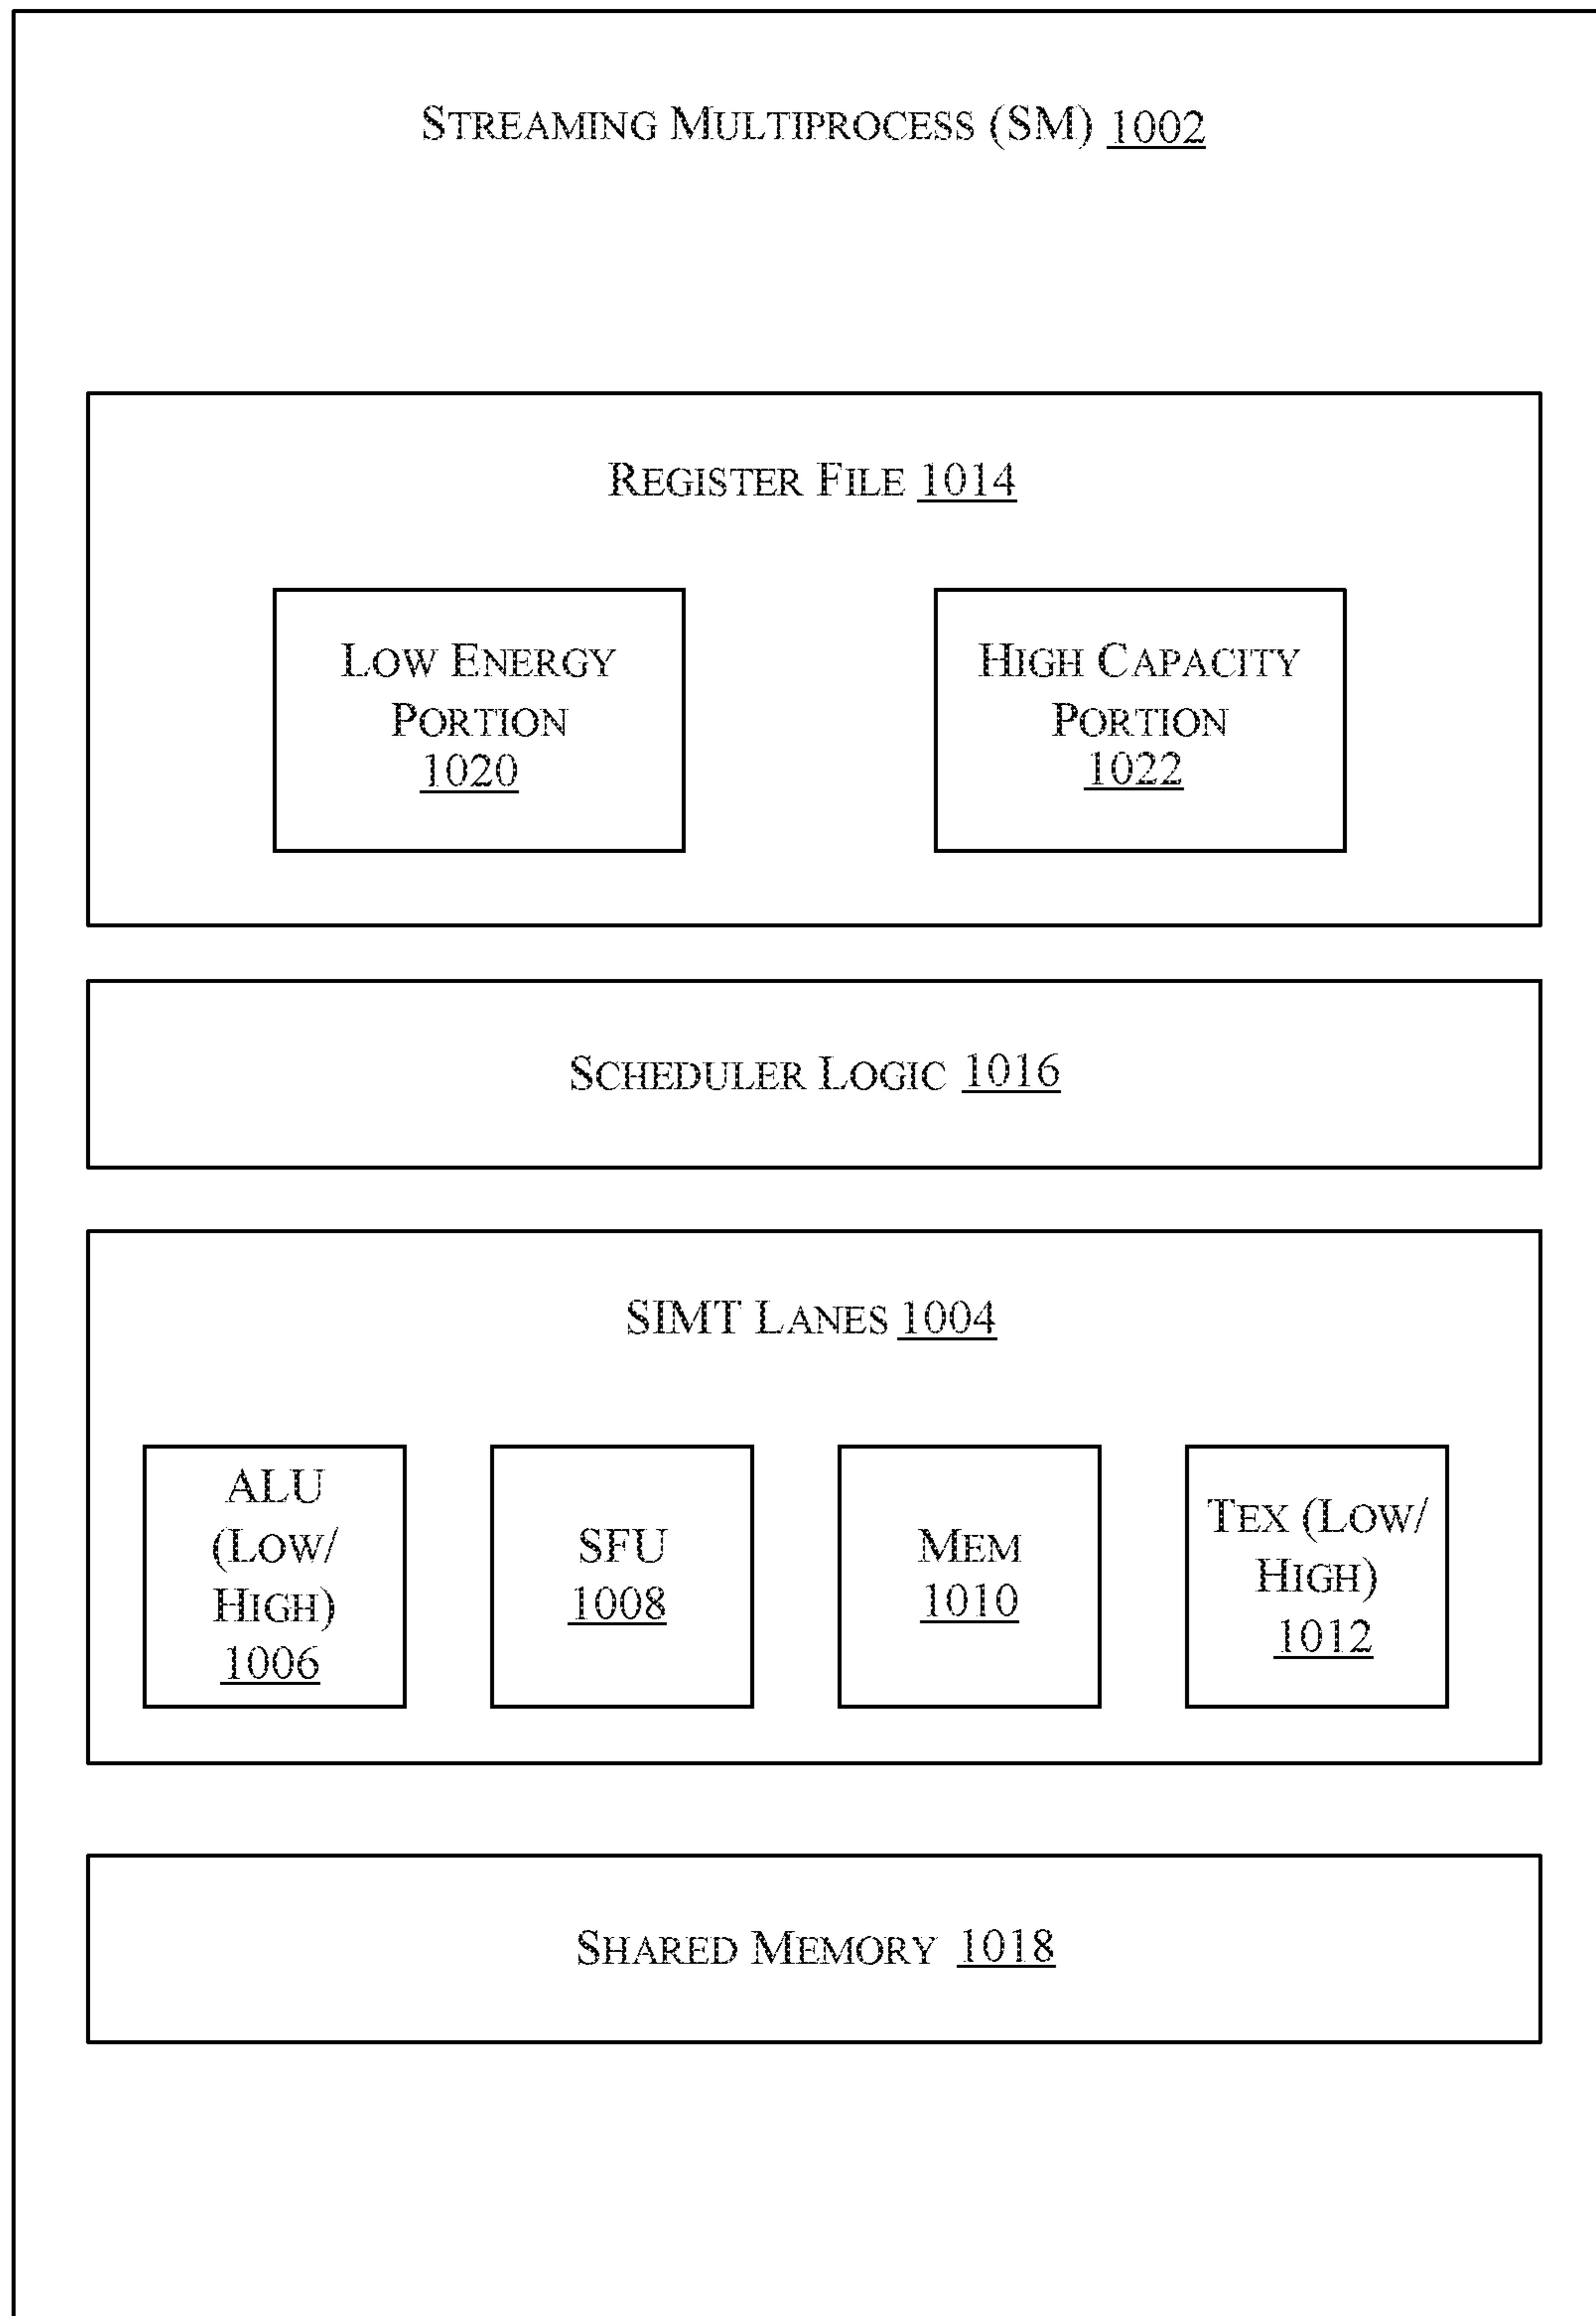 STREAMING MULTIPROCESS (SM) 1002
REGISTER FILE 1014
LOW ENERGY
PORTION
1020
HIGH CAPACITY
PORTION
1022
SCHEDULER LOGIC 1016
SIMT LANES 1004
ALU
(LOW/
HIGH)
1006
SFU
1008
MEM
1010
TEX (LOW/
HIGH)
1012
SHARED MEMORY 1018